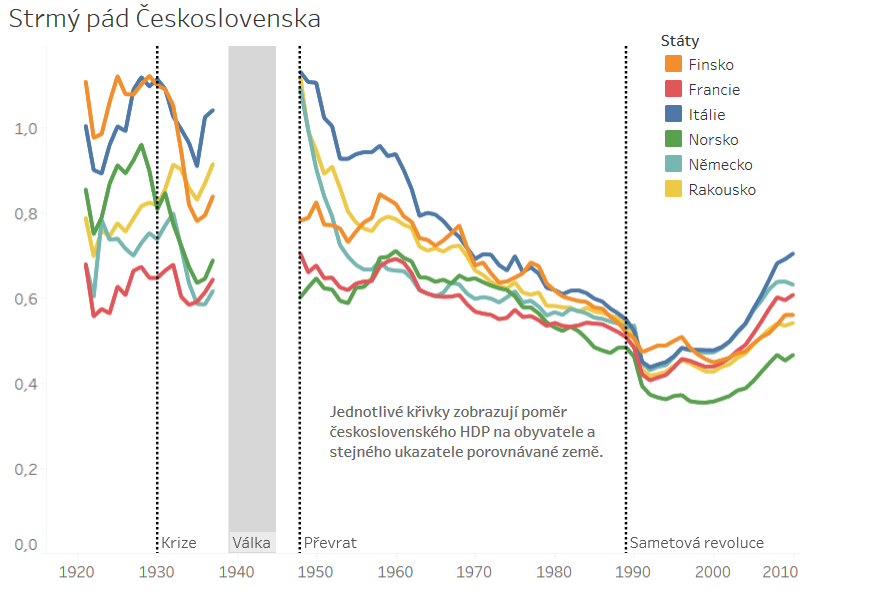 Strmý pád Československa
Státy
Finsko
Francie
Itálie
Norsko
Německo
Rakousko
1,0
0,8
0,6
0,4
0,2
0,0
Jednotlivé křivky zobrazují poměr
československého HDP na obyvatele a
stejného ukazatele porovnávané země.
Krize
Válka
Převrat
Sametová revoluce
1920 1930 1940 1950 1960 1970 1980 1990 2000 2010